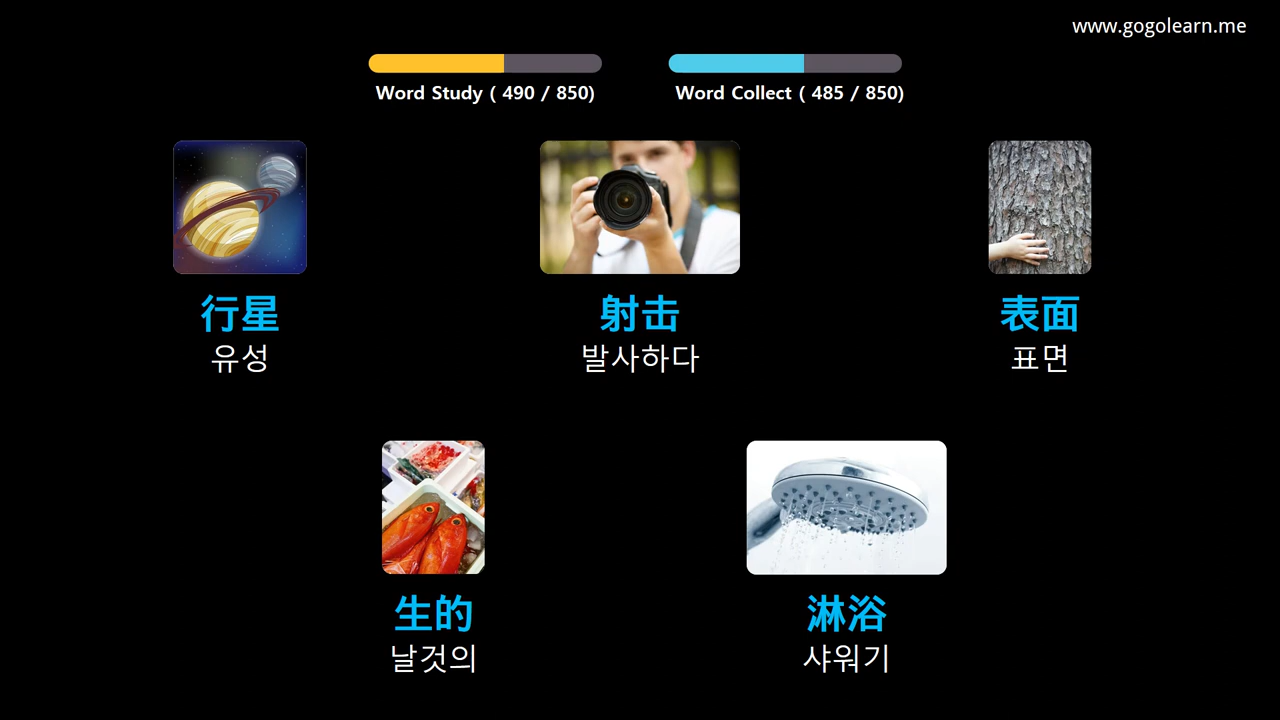 www.gogolearn.me
Word Study ( 490 / 850)
Word Collect ( 485 / 850)
行星
유성
射击
발사하다
表面
표면
生的
날것의
淋浴
샤워기